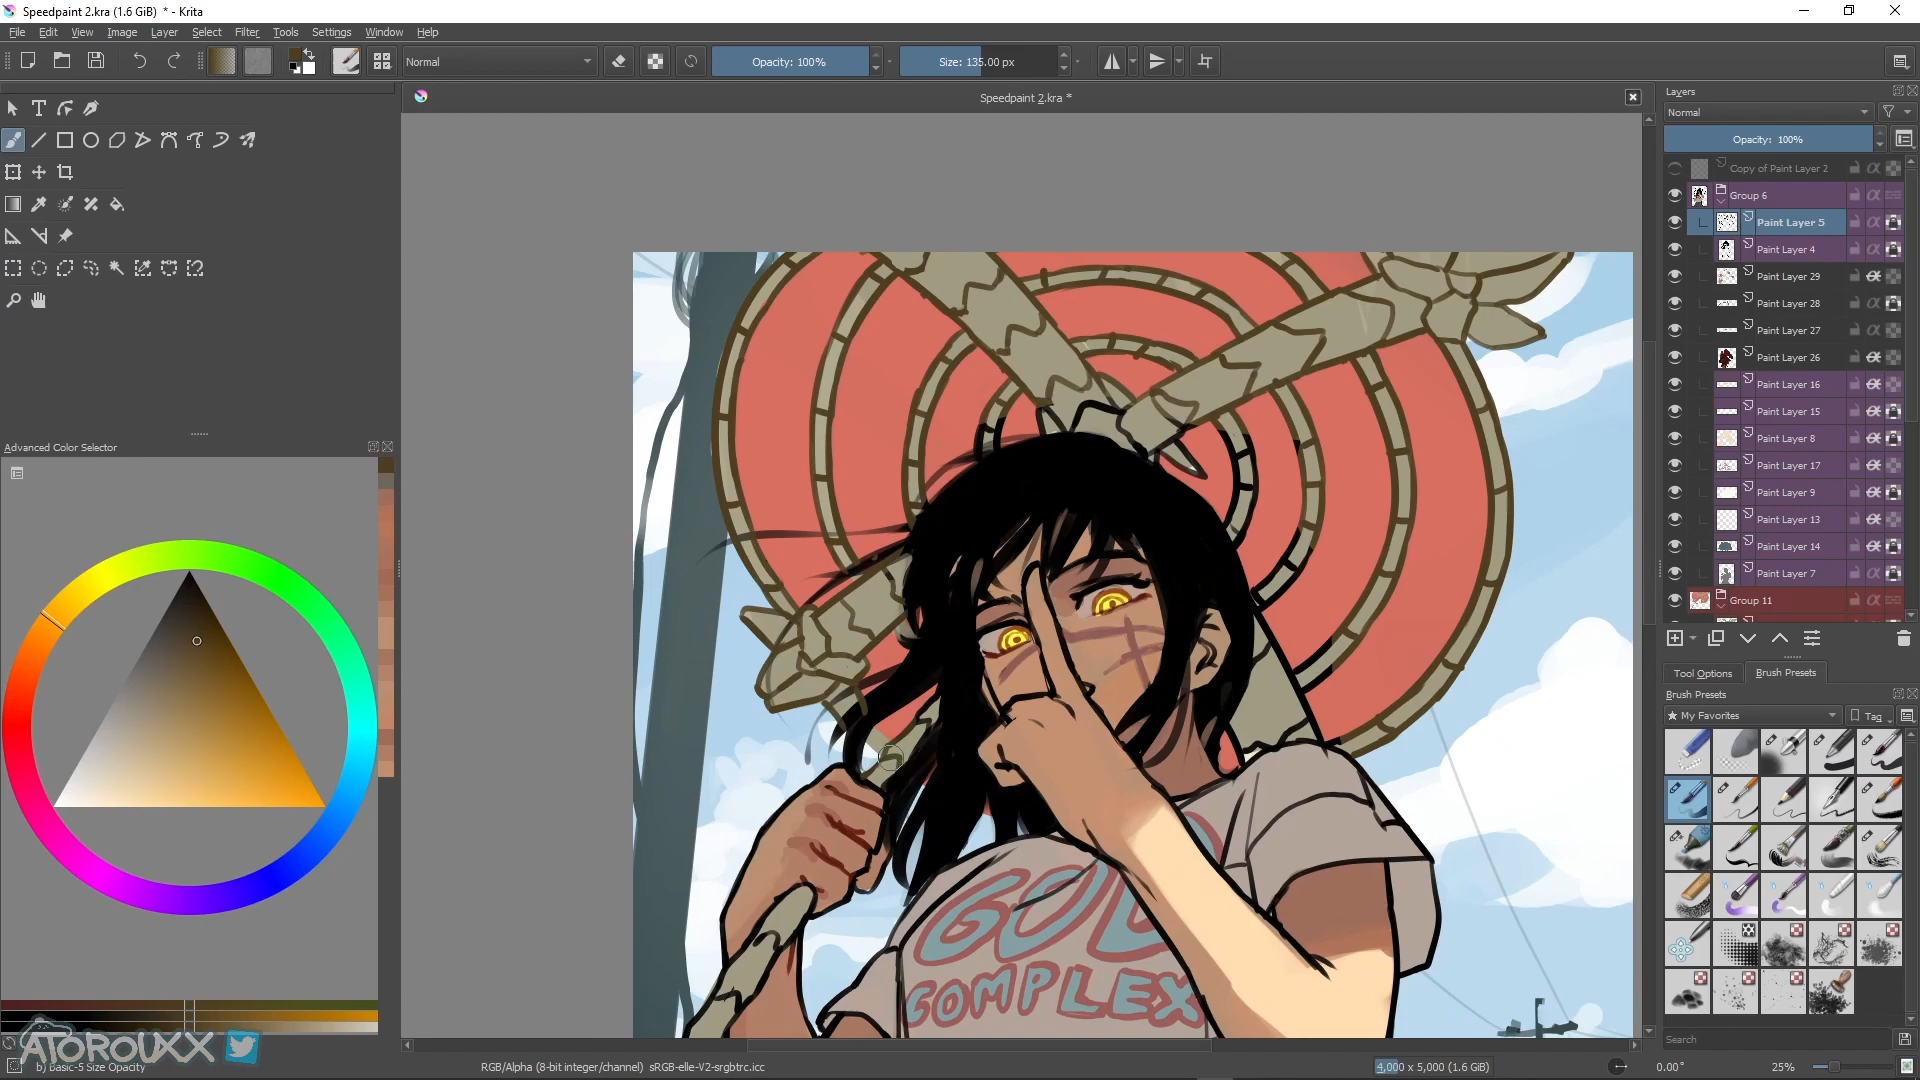 Speedpaint 2.kra (1.6 GiB) * - Krita
File Edit View Image Layer Select Filter Tools Settings Window Help
Normal
Opacity: 100%
Size: 135.00 px
Speedpaint 2.kra *
Layers
Normal
Opacity: 100%
Copy of Paint Layer 2
Group 6
Paint Layer 5
Paint Layer 4
Paint Layer 29
Paint Layer 28
Paint Layer 27
Paint Layer 26
Paint Layer 16
Paint Layer 15
Paint Layer 8
Paint Layer 17
Paint Layer 9
Paint Layer 13
Paint Layer 14
Paint Layer 7
Group 11
Advanced Color Selector
Tool Options
Brush Presets
Brush Presets
My Favorites
Tag
Search
GOD
COMPLEX
ATOROUXX
b) Basic-5 Size Opacity
RGB/Alpha (8-bit integer/channel) sRGB-elle-V2-srgbtrc.icc
4,000 x 5,000 (1.6 GiB)
0.00°
25%